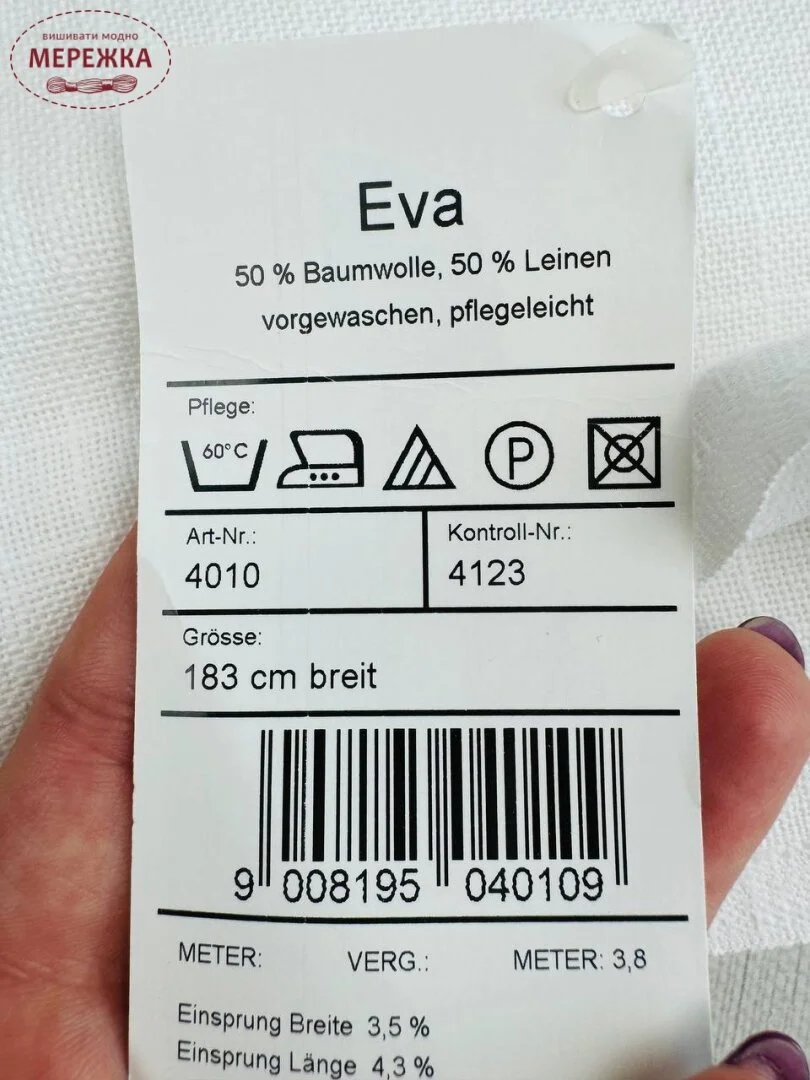 вишивати модно
МЕРЕЖКА
Eva
50 % Baumwolle, 50 % Leinen
vorgewaschen, pflegeleicht
Pflege:
60°C
P
Art-Nr.:
4010
Kontroll-Nr.:
4123
Grösse:
183 cm breit
9 008195 040109
METER: VERG.: METER: 3,8
Einsprung Breite 3,5 %
Einsprung Länge 4,3 %